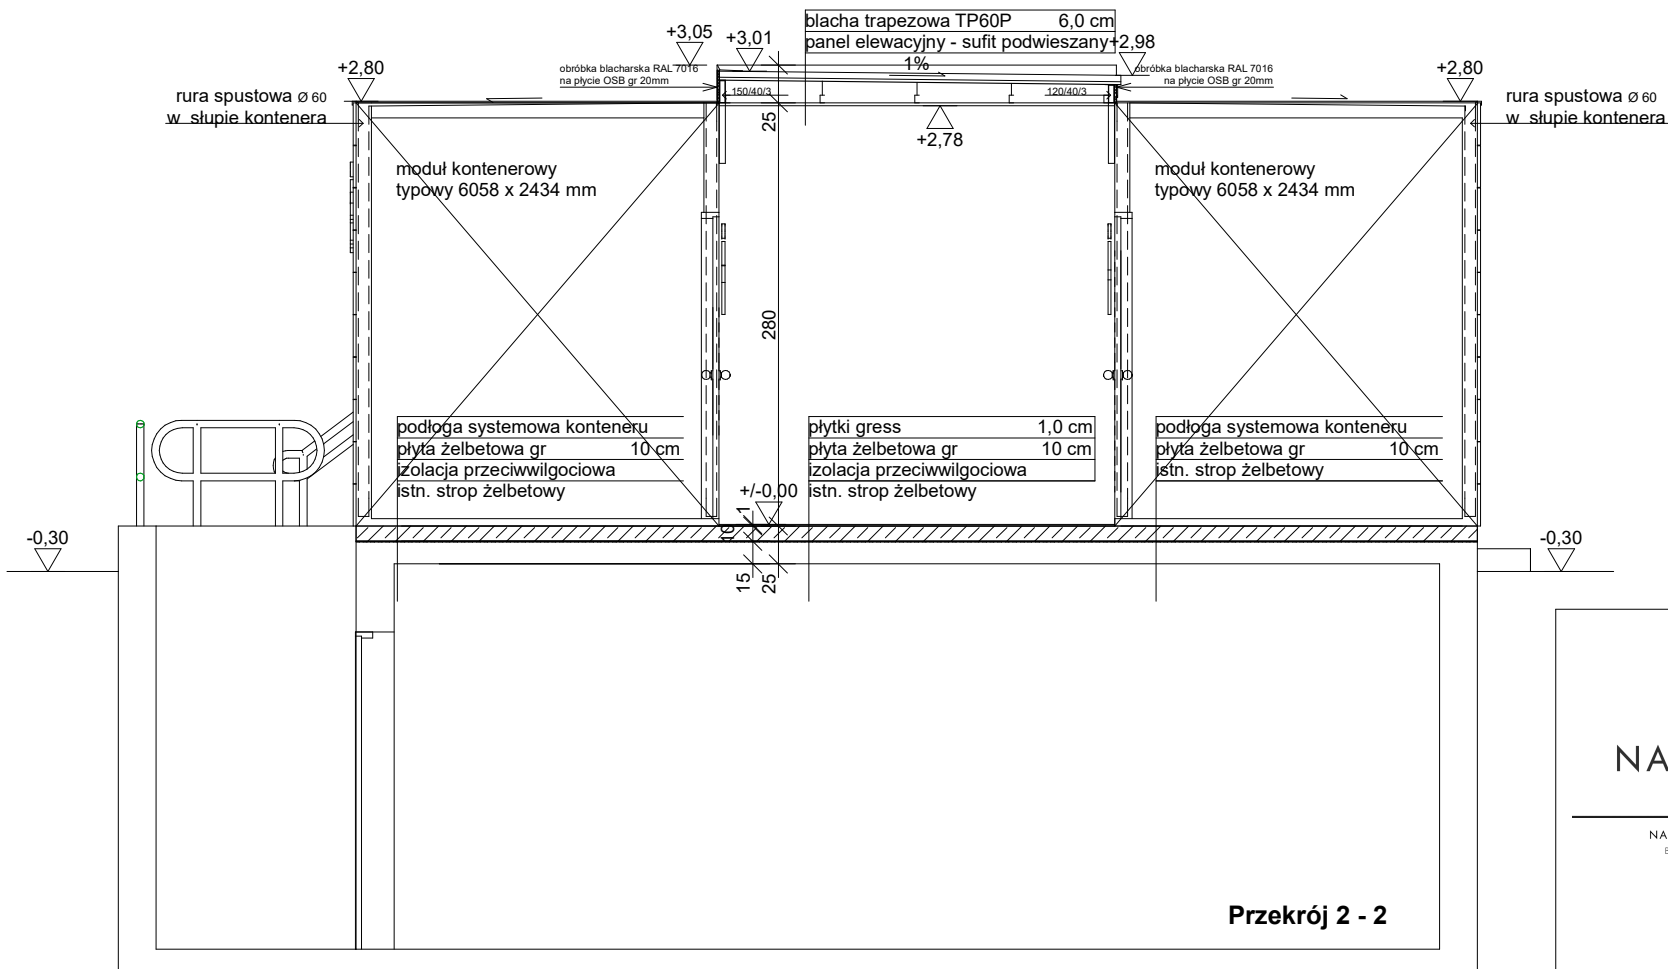 blacha trapezowa TP60P 6,0 cm
panel elewacyjny - sufit podwieszany
+3,05
+3,01
+2,98
1%
+2,80
obróbka blacharska RAL 7016
na płycie OSB gr 20mm
obróbka blacharska RAL 7016
na płycie OSB gr 20mm
+2,80
rura spustowa Ø 60
w słupie kontenera
150/40/3
120/40/3
rura spustowa Ø 60
w słupie kontenera
25
+2,78
moduł kontenerowy
typowy 6058 x 2434 mm
moduł kontenerowy
typowy 6058 x 2434 mm
280
podłoga systemowa konteneru
płyta żelbetowa gr 10 cm
izolacja przeciwwilgociowa
istn. strop żelbetowy
płytki gress 1,0 cm
płyta żelbetowa gr 10 cm
izolacja przeciwwilgociowa
istn. strop żelbetowy
podłoga systemowa konteneru
płyta żelbetowa gr 10 cm
istn. strop żelbetowy
+/-0,00
1
10
-0,30
-0,30
15
25
NA
NA
Przekrój 2 - 2